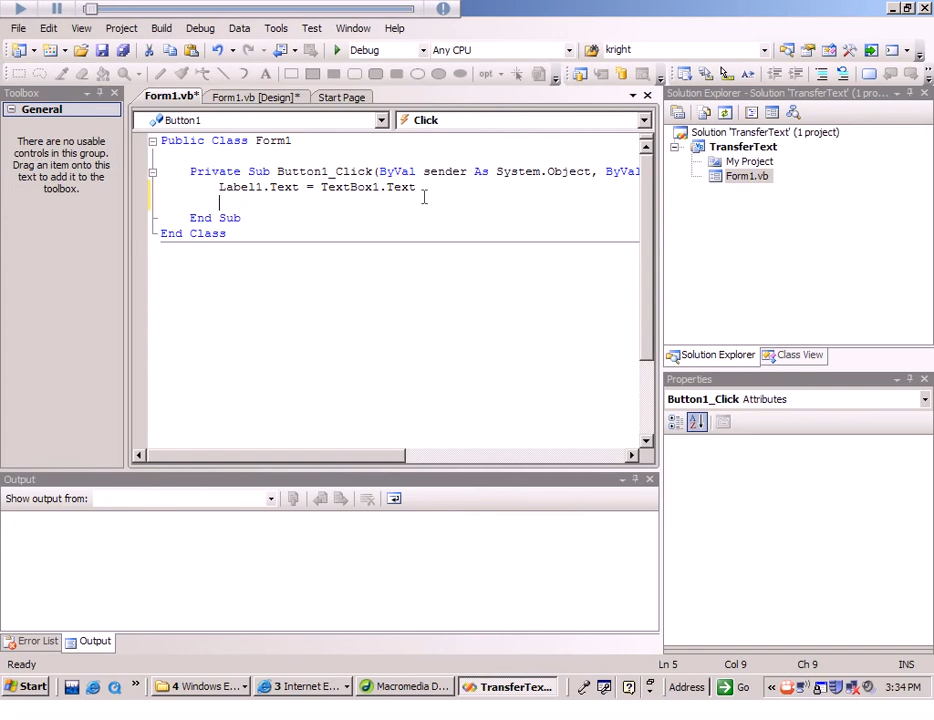 File Edit View Project Build Debug Data Tools Test Window Help
Debug Any CPU kright
opt
Toolbox
General
There are no usable
controls in this group.
Drag an item onto this
text to add it to the
toolbox.
Form1.vb* Form1.vb [Design]* Start Page
Button1 Click
Public Class Form1
Private Sub Button1_Click(ByVal sender As System.Object, ByVal
Label1.Text = TextBox1.Text
End Sub
End Class
Solution Explorer - Solution 'TransferText' (1 pro...
Solution 'TransferText' (1 project)
TransferText
My Project
Form1.vb
Solution Explorer Class View
Properties
Button1_Click Attributes
Output
Show output from:
Error List Output
Ready Ln 5 Col 9 Ch 9 INS
Start » 4 Windows E... 3 Internet E... Macromedia D... TransferTex... Address Go « 3:34 PM